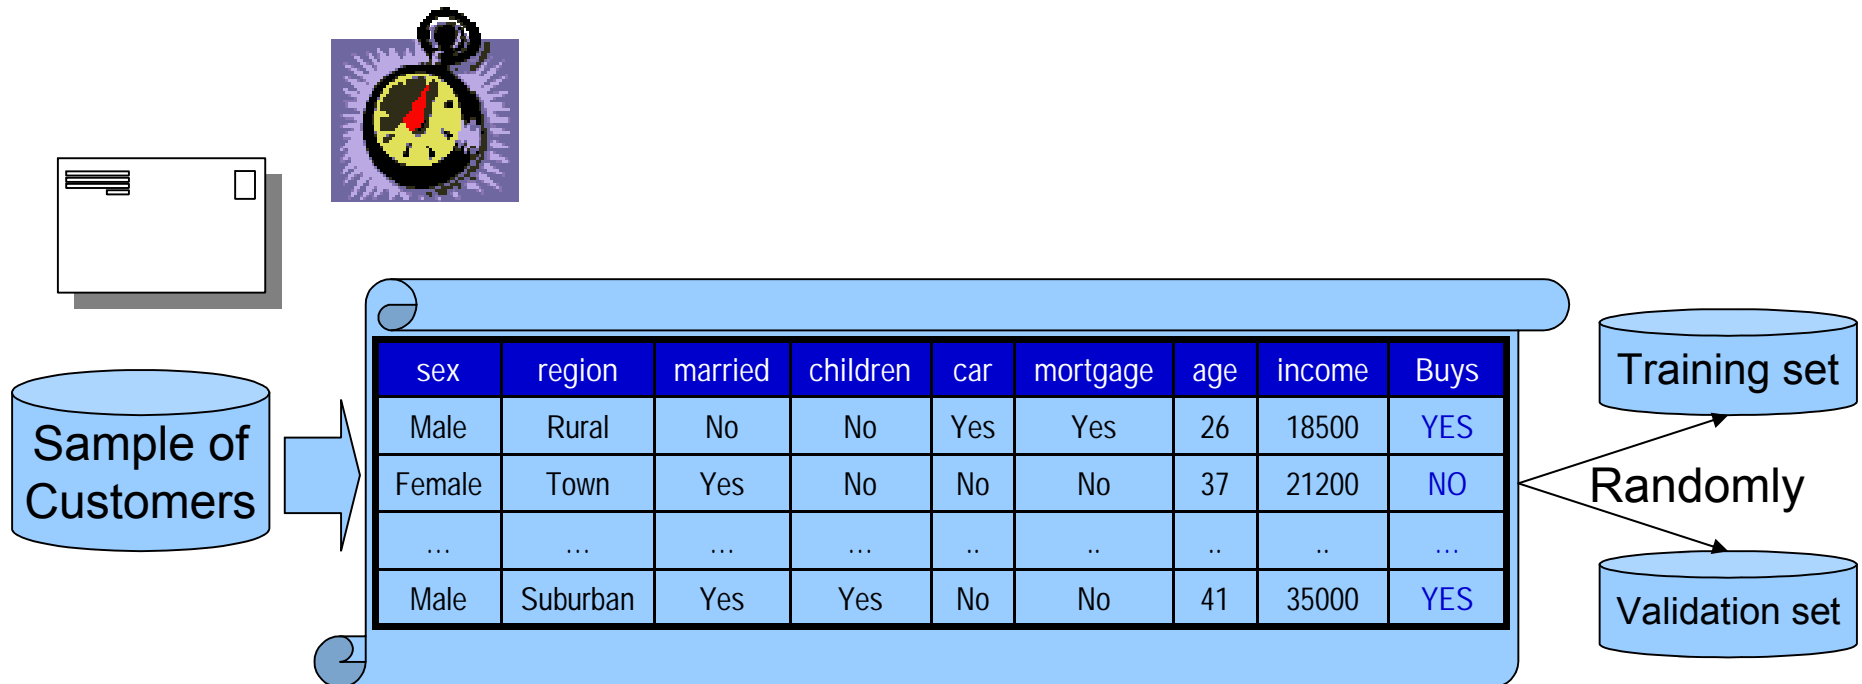 Sample of
Customers
sex region married children car mortgage age income Buys
Male Rural No No Yes Yes 26 18500 YES
Female Town Yes No No No 37 21200 NO
... ... ... ... .. .. .. .. ...
Male Suburban Yes Yes No No 41 35000 YES
Training set
Randomly
Validation set